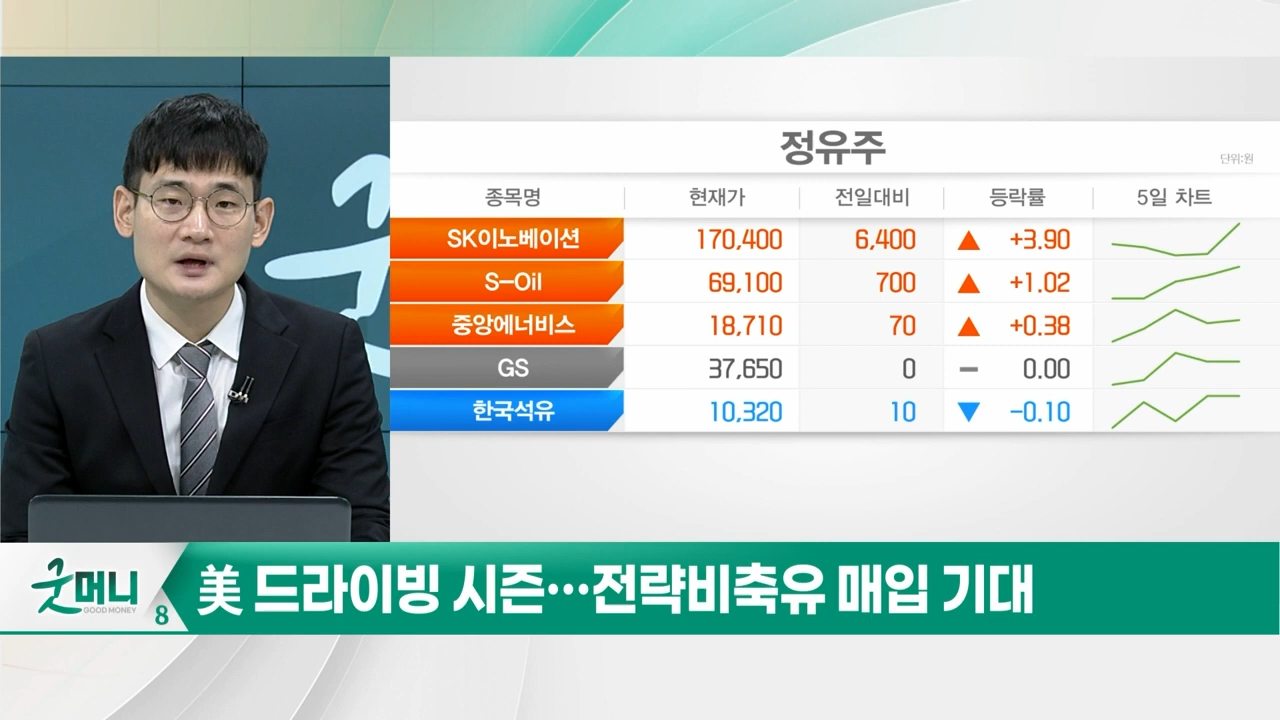 정유주
단위:원
종목명 현재가 전일대비 등락률 5일 차트
SK이노베이션 170,400 6,400 ▲ +3.90
S-Oil 69,100 700 ▲ +1.02
중앙에너비스 18,710 70 ▲ +0.38
GS 37,650 0 - 0.00
한국석유 10,320 10 ▼ -0.10
굿머니
GOOD MONEY
8
美 드라이빙 시즌…전략비축유 매입 기대